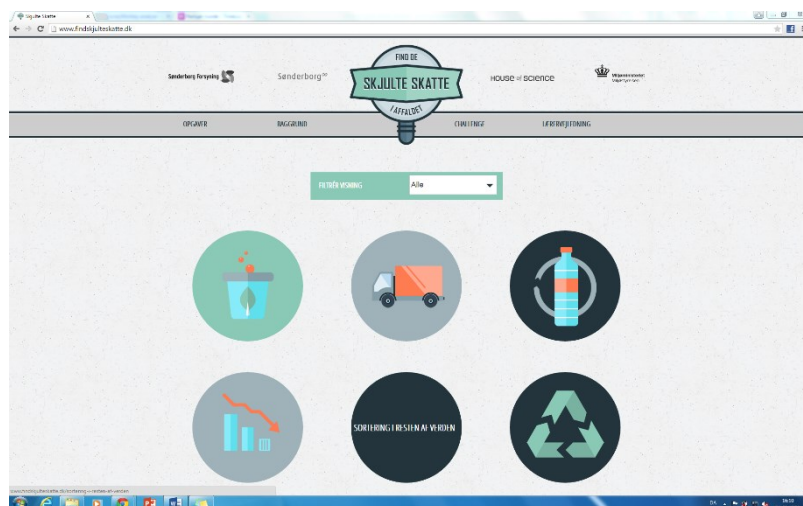 Skjulte Skatte
www.findskjulteskatte.dk
Sønderborg Forsyning
Sønderborg
FIND DE
SKJULTE SKATTE
I AFFALDET
HOUSE of SCIENCE
OPGAVER
BAGGRUND
CHALLENGE
LÆRERVEJLEDNING
FILTRÉR VISNING
Alle
SORTERING I RESTEN AF VERDEN